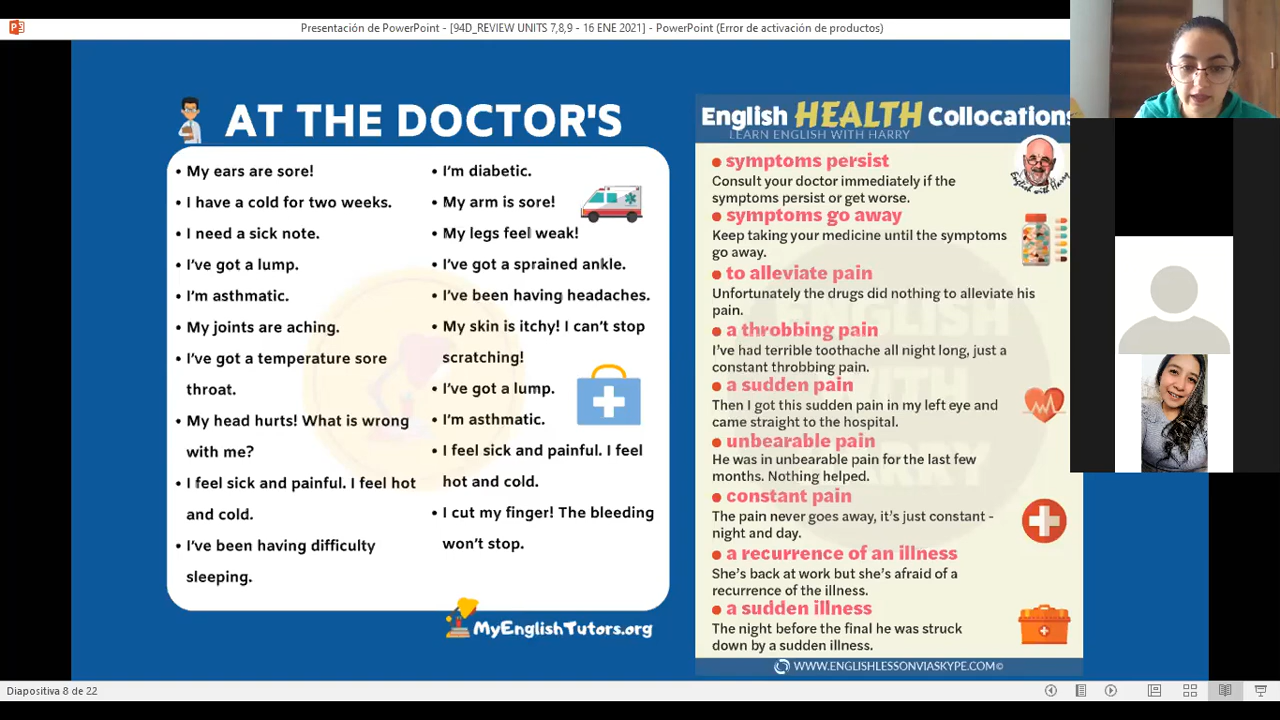 Presentación de PowerPoint - [94D_REVIEW UNITS 7,8,9 - 16 ENE 2021] - PowerPoint (Error de activación de productos)
AT THE DOCTOR'S
• My ears are sore!
• I have a cold for two weeks.
• I need a sick note.
• I've got a lump.
• I'm asthmatic.
• My joints are aching.
• I've got a temperature sore
throat.
• My head hurts! What is wrong
with me?
• I feel sick and painful. I feel hot
and cold.
• I've been having difficulty
sleeping.
• I'm diabetic.
• My arm is sore!
• My legs feel weak!
• I've got a sprained ankle.
• I've been having headaches.
• My skin is itchy! I can't stop
scratching!
• I've got a lump.
• I'm asthmatic.
• I feel sick and painful. I feel
hot and cold.
• I cut my finger! The bleeding
won't stop.
MyEnglishTutors.org
English HEALTH Collocations
LEARN ENGLISH WITH HARRY
English with Harry
• symptoms persist
Consult your doctor immediately if the
symptoms persist or get worse.
• symptoms go away
Keep taking your medicine until the symptoms
go away.
• to alleviate pain
Unfortunately the drugs did nothing to alleviate his
pain.
• a throbbing pain
I've had terrible toothache all night long, just a
constant throbbing pain.
• a sudden pain
Then I got this sudden pain in my left eye and
came straight to the hospital.
• unbearable pain
He was in unbearable pain for the last few
months. Nothing helped.
• constant pain
The pain never goes away, it's just constant -
night and day.
• a recurrence of an illness
She's back at work but she's afraid of a
recurrence of the illness.
• a sudden illness
The night before the final he was struck
down by a sudden illness.
ENGLISH
WITH
HARRY
WWW.ENGLISHLESSONVIASKYPE.COM©
Diapositiva 8 de 22